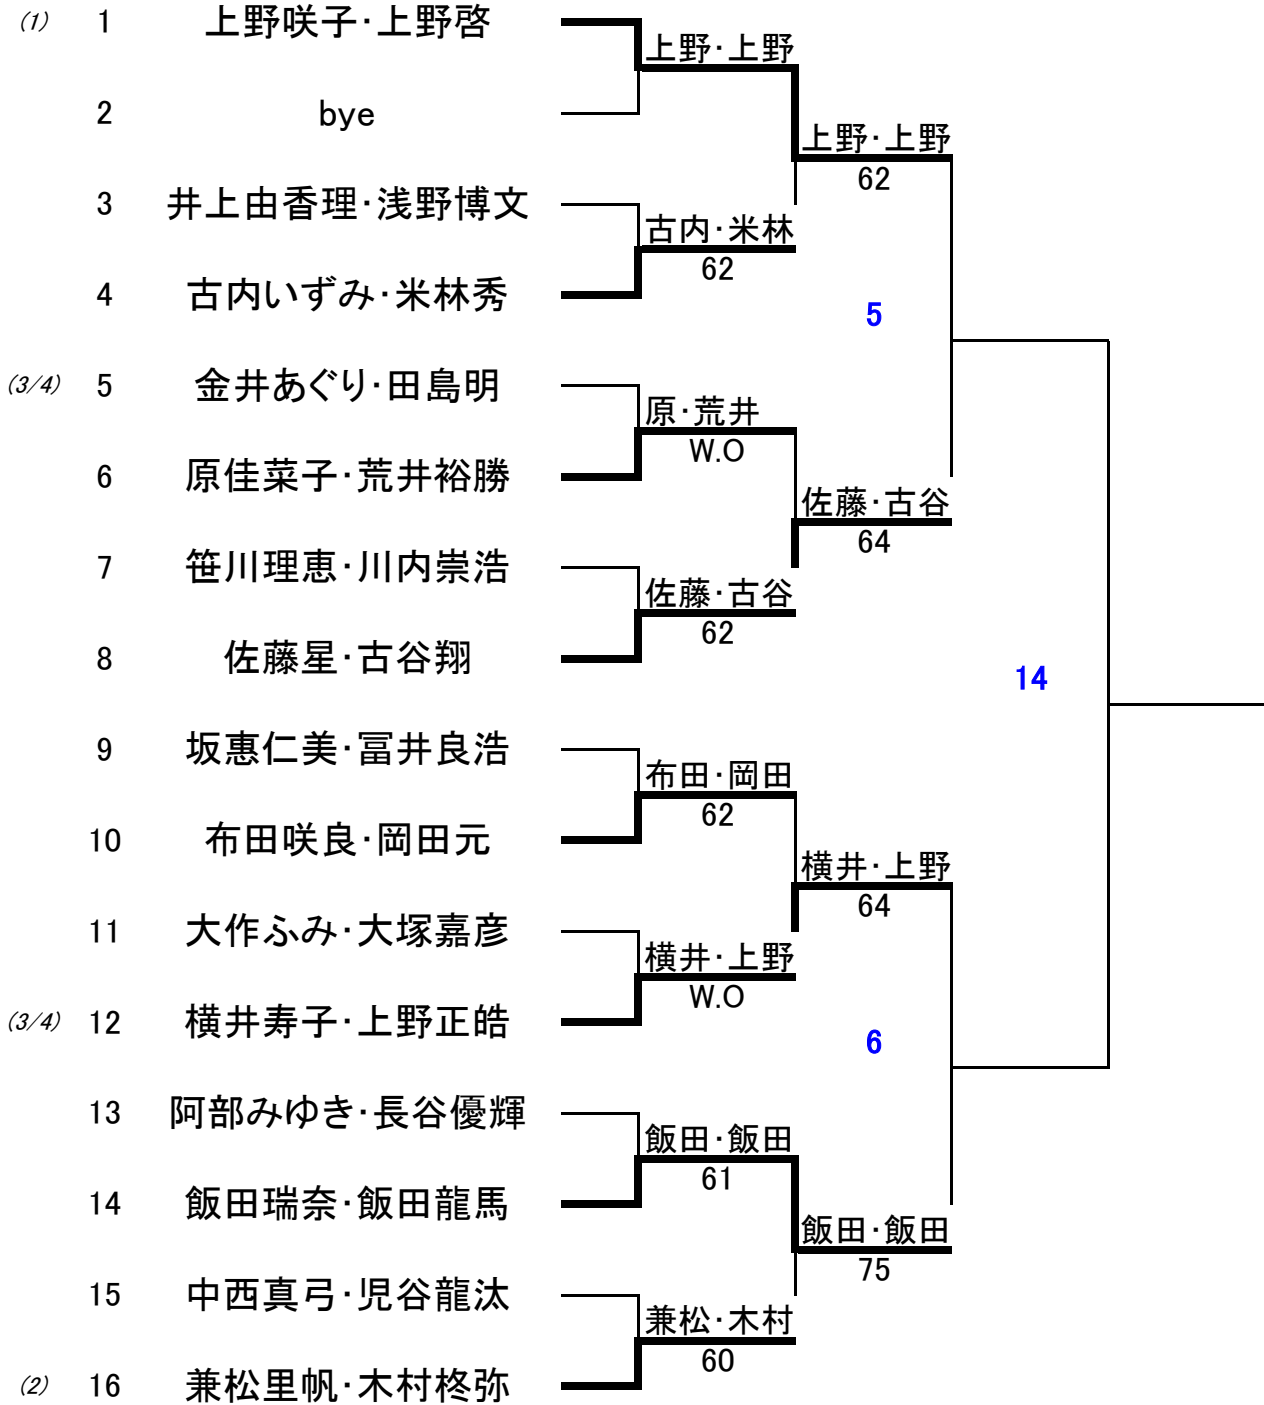 (1) 1 上野咲子・上野啓
上野・上野
2 bye
上野・上野
62
3 井上由香理・浅野博文
古内・米林
62
4 古内いずみ・米林秀
5
(3/4) 5 金井あぐり・田島明
原・荒井
W.O
6 原佳菜子・荒井裕勝
佐藤・古谷
64
7 笹川理恵・川内崇浩
佐藤・古谷
62
8 佐藤星・古谷翔
14
9 坂惠仁美・冨井良浩
布田・岡田
62
10 布田咲良・岡田元
横井・上野
64
11 大作ふみ・大塚嘉彦
横井・上野
W.O
(3/4) 12 横井寿子・上野正皓
6
13 阿部みゆき・長谷優輝
飯田・飯田
61
14 飯田瑞奈・飯田龍馬
飯田・飯田
75
15 中西真弓・児谷龍汰
兼松・木村
60
(2) 16 兼松里帆・木村柊弥